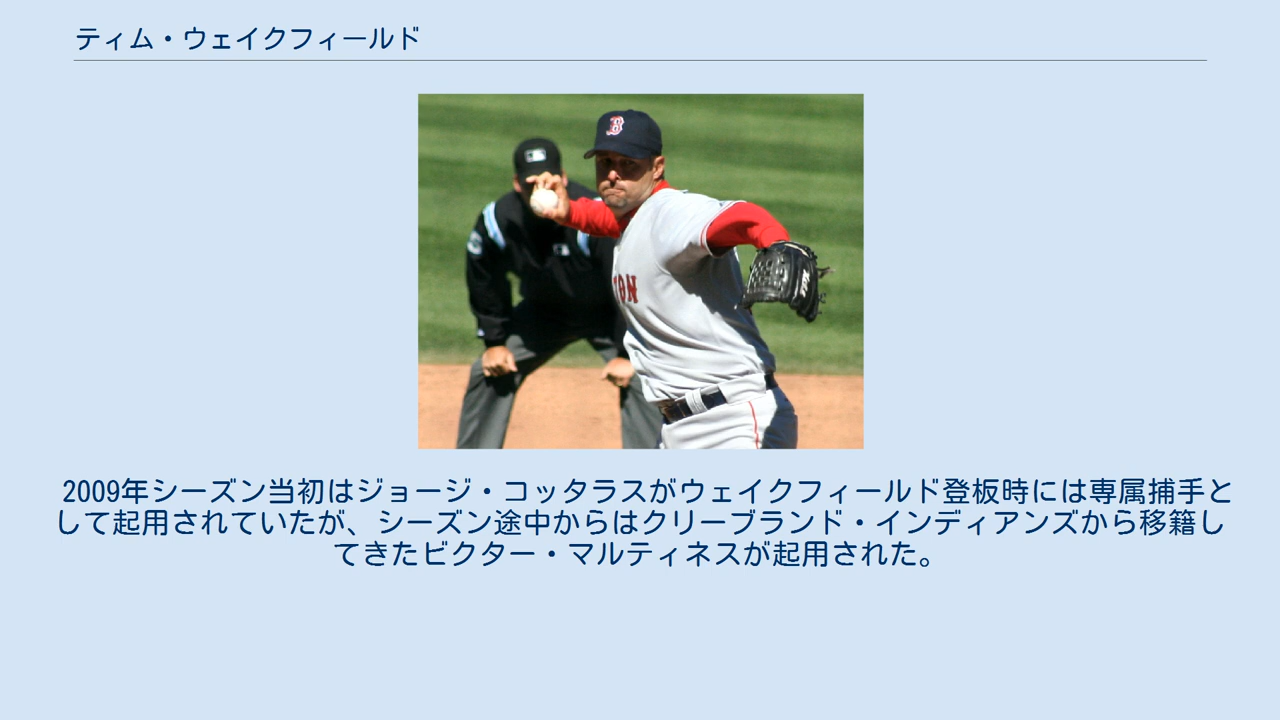 ティム・ウェイクフィールド
B
TON
2009年シーズン当初はジョージ・コッタラスがウェイクフィールド登板時には専属捕手と
して起用されていたが、シーズン途中からはクリーブランド・インディアンズから移籍し
てきたビクター・マルティネスが起用された。